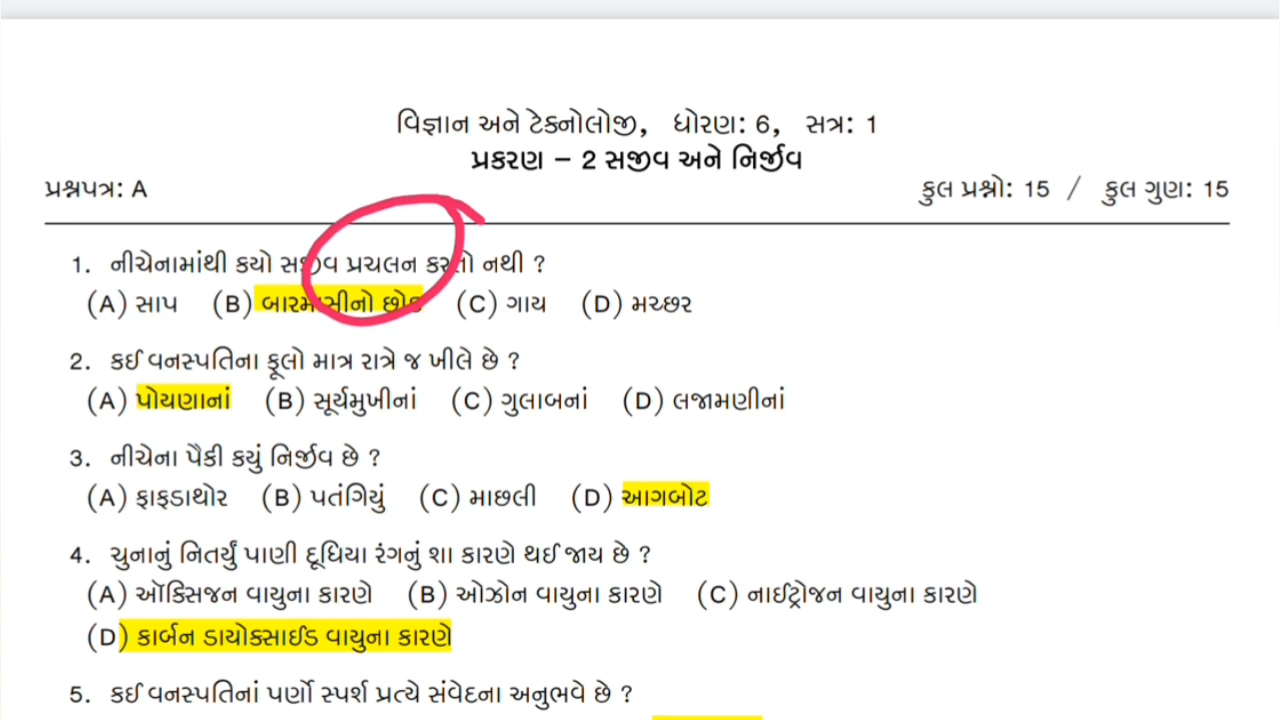 વિજ્ઞાન અને ટેક્નોલોજી, ધોરણ: 6, સત્ર: 1
પ્રકરણ – 2 સજીવ અને નિર્જીવ
પ્રશ્નપત્ર: A કુલ પ્રશ્નો: 15 / કુલ ગુણ: 15
1. નીચેનામાંથી કયો સજીવ પ્રચલન કરતો નથી ?
(A) સાપ (B) બારમાસીનો છોડ (C) ગાય (D) મચ્છર
2. કઈ વનસ્પતિના ફૂલો માત્ર રાત્રે જ ખીલે છે ?
(A) પોયણાનાં (B) સૂર્યમુખીનાં (C) ગુલાબનાં (D) લજામણીનાં
3. નીચેના પૈકી કયું નિર્જીવ છે ?
(A) ફાફડાથોર (B) પતંગિયું (C) માછલી (D) આગબોટ
4. ચુનાનું નિતર્યું પાણી દૂધિયા રંગનું શા કારણે થઈ જાય છે ?
(A) ઑક્સિજન વાયુના કારણે (B) ઓઝોન વાયુના કારણે (C) નાઈટ્રોજન વાયુના કારણે
(D) કાર્બન ડાયોક્સાઈડ વાયુના કારણે
5. કઈ વનસ્પતિનાં પર્ણો સ્પર્શ પ્રત્યે સંવેદના અનુભવે છે ?